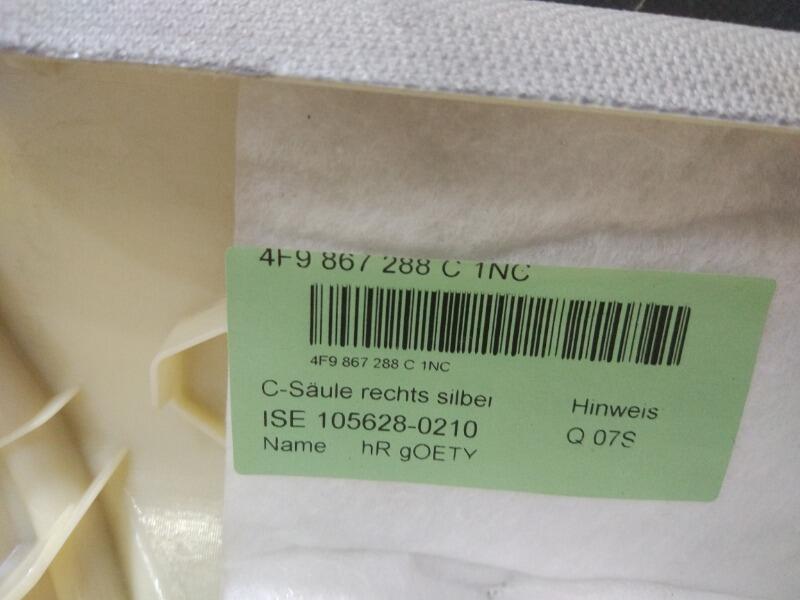 4F9 867 288 C 1NC
4F9 867 288 C 1NC
C-Säule rechts silber
ISE 105628-0210
Name hR gOETY
Hinweis
Q 07S